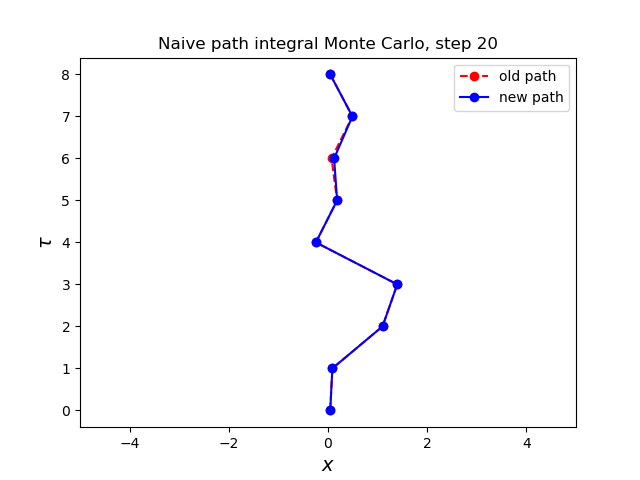 Naive path integral Monte Carlo, step 20
old path
new path
8
7
6
5
4
3
2
1
0
τ
−4 −2 0 2 4
x